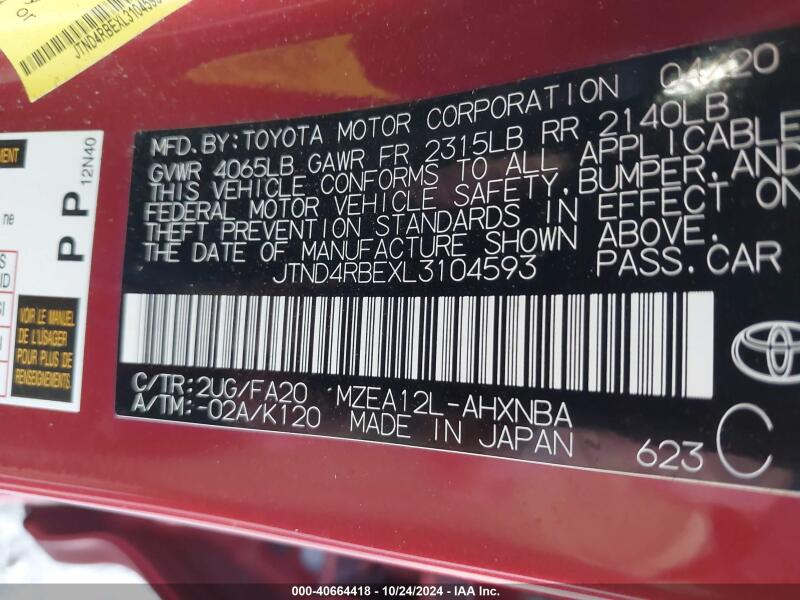 JTND4RBEXL3104593
MENT
12N40
P P
ne
VOIR LE MANUEL
DE L'USAGER
POUR PLUS DE
RENSEIGNEMENTS
04/20
MFD. BY: TOYOTA MOTOR CORPORATION
GVWR 4065LB GAWR FR 2315LB RR 2140LB
THIS VEHICLE CONFORMS TO ALL APPLICABLE
FEDERAL MOTOR VEHICLE SAFETY, BUMPER, AND
THEFT PREVENTION STANDARDS IN EFFECT ON
THE DATE OF MANUFACTURE SHOWN ABOVE.
JTND4RBEXL3104593 PASS. CAR
C/TR: 2UG/FA20 MZEA12L-AHXNBA
A/TM: -02A/K120 MADE IN JAPAN
623 C
000-40664418 - 10/24/2024 - IAA Inc.